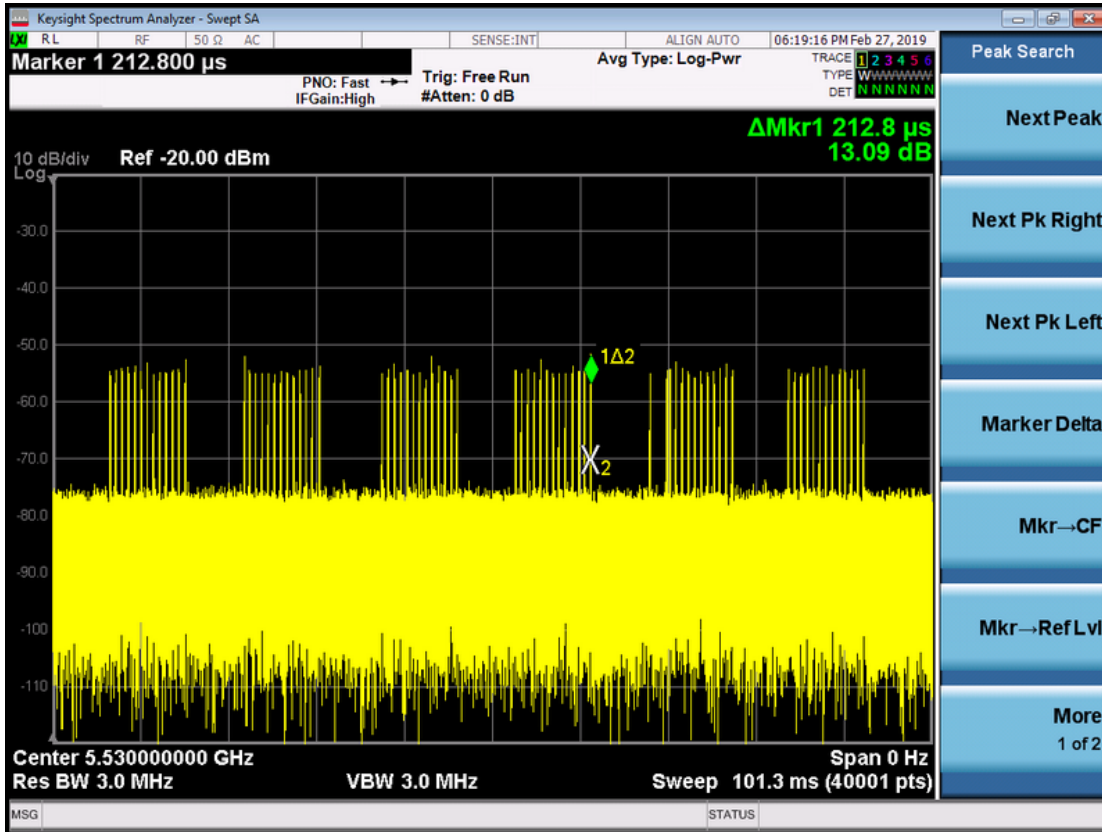 Keysight Spectrum Analyzer - Swept SA
LXI RL RF 50 Ω AC SENSE:INT ALIGN AUTO 06:19:16 PM Feb 27, 2019
Marker 1 212.800 µs
PNO: Fast
IFGain:High
Trig: Free Run
#Atten: 0 dB
Avg Type: Log-Pwr
TRACE 1 2 3 4 5 6
TYPE WWWWWW
DET N N N N N N
ΔMkr1 212.8 µs
13.09 dB
10 dB/div Ref -20.00 dBm
Log
-30.0
-40.0
-50.0
1Δ2
-60.0
-70.0
X2
-80.0
-90.0
-100
-110
Center 5.530000000 GHz Span 0 Hz
Res BW 3.0 MHz VBW 3.0 MHz Sweep 101.3 ms (40001 pts)
MSG STATUS
Peak Search
Next Peak
Next Pk Right
Next Pk Left
Marker Delta
Mkr→CF
Mkr→Ref Lvl
More
1 of 2